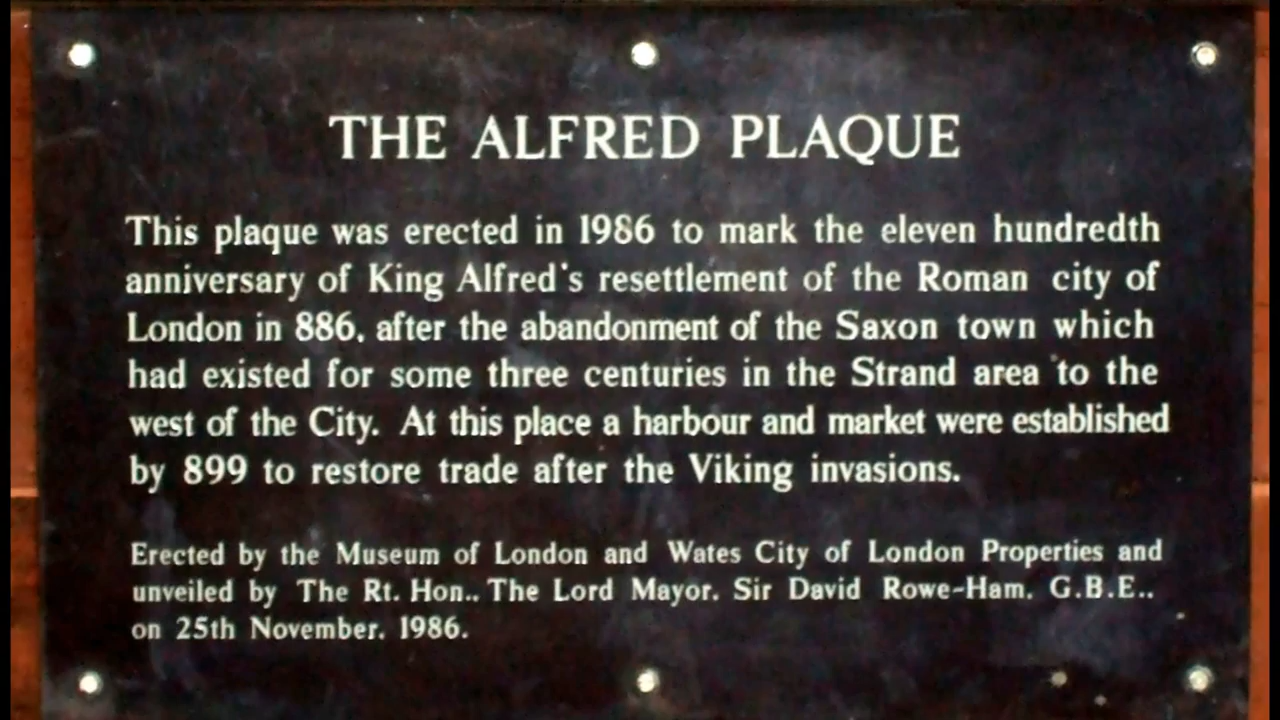 THE ALFRED PLAQUE
This plaque was erected in 1986 to mark the eleven hundredth
anniversary of King Alfred's resettlement of the Roman city of
London in 886, after the abandonment of the Saxon town which
had existed for some three centuries in the Strand area to the
west of the City. At this place a harbour and market were established
by 899 to restore trade after the Viking invasions.
Erected by the Museum of London and Wates City of London Properties and
unveiled by The Rt. Hon., The Lord Mayor, Sir David Rowe-Ham, G.B.E.,
on 25th November, 1986.